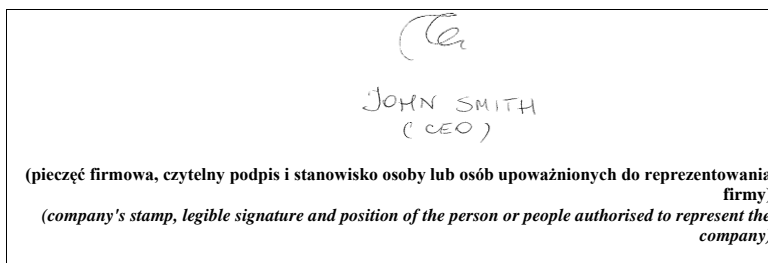 JOHN SMITH
(CEO)
(pieczęć firmowa, czytelny podpis i stanowisko osoby lub osób upoważnionych do reprezentowania
firmy)
(company's stamp, legible signature and position of the person or people authorised to represent the
company)